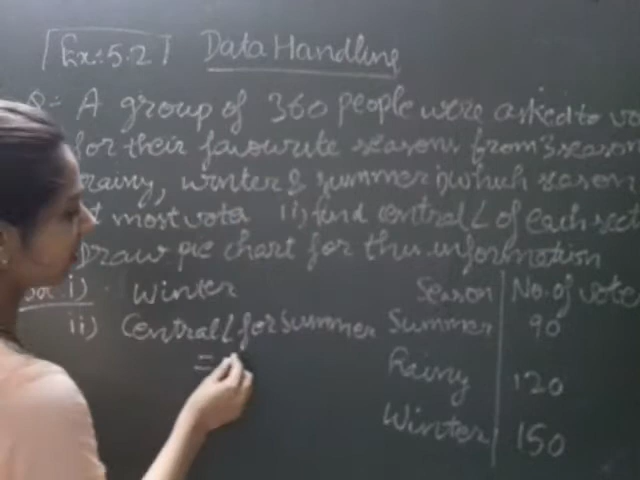 Ex:-5.2 Data Handling
Q:- A group of 360 people were asked to vo
for their favourite seasons from 3 season
rainy, winter & summer i) which season
t most vote ii) find central ∠ of each sect
Draw pie chart for this information
i) Winter
ii) Central ∠ for Summer
=
Season No. of vote
Summer 90
Rainy 120
Winter 150